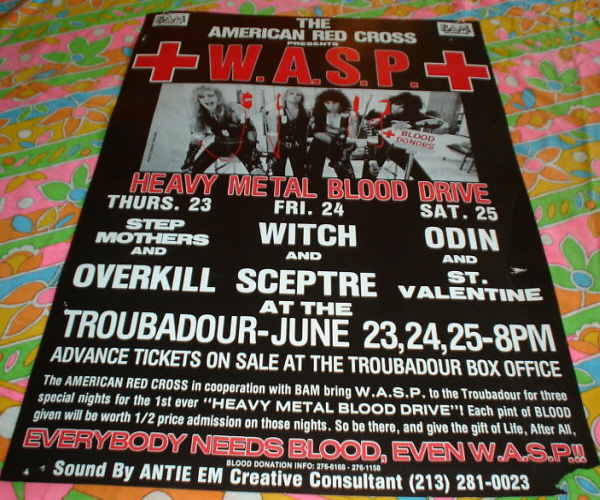 BAM
THE
BAM
AMERICAN RED CROSS
PRESENTS
W.A.S.P.
BLOOD
DONORS
HEAVY METAL BLOOD DRIVE
THURS. 23 FRI. 24 SAT. 25
STEP
MOTHERS
AND
OVERKILL
WITCH
AND
SCEPTRE
ODIN
AND
ST.
VALENTINE
AT THE
TROUBADOUR-JUNE 23,24,25-8PM
ADVANCE TICKETS ON SALE AT THE TROUBADOUR BOX OFFICE
The AMERICAN RED CROSS in cooperation with BAM bring W.A.S.P. to the Troubadour for three
special nights for the 1st ever "HEAVY METAL BLOOD DRIVE"! Each pint of BLOOD
given will be worth 1/2 price admission on those nights. So be there, and give the gift of Life, After All,
EVERYBODY NEEDS BLOOD, EVEN W.A.S.P.!!
BLOOD DONATION INFO: 276-6168 - 276-1158
Sound By ANTIE EM Creative Consultant (213) 281-0023